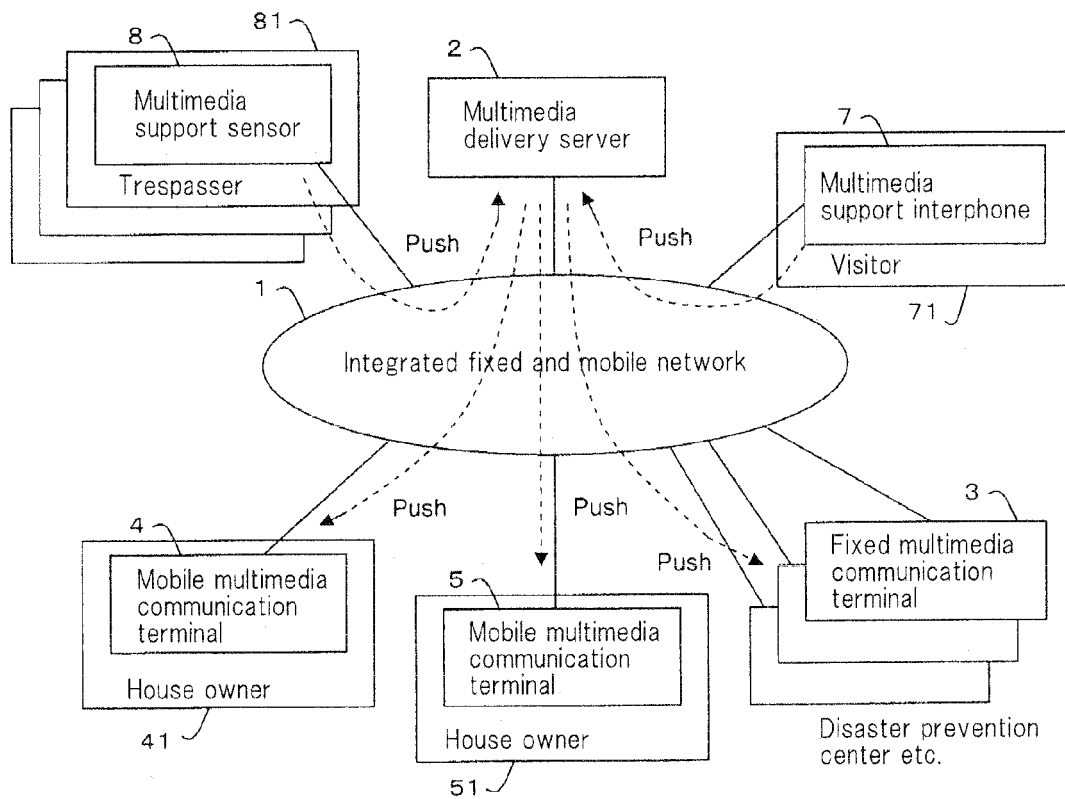 81
8
2
Multimedia
support sensor
Trespasser
Multimedia
delivery server
7
Multimedia
support interphone
Visitor
71
Push
Push
1
Integrated fixed and mobile network
4
Push
Mobile multimedia
communication
terminal
House owner
41
5
Push
Mobile multimedia
communication
terminal
House owner
51
Push
3
Fixed multimedia
communication
terminal
Disaster prevention
center etc.